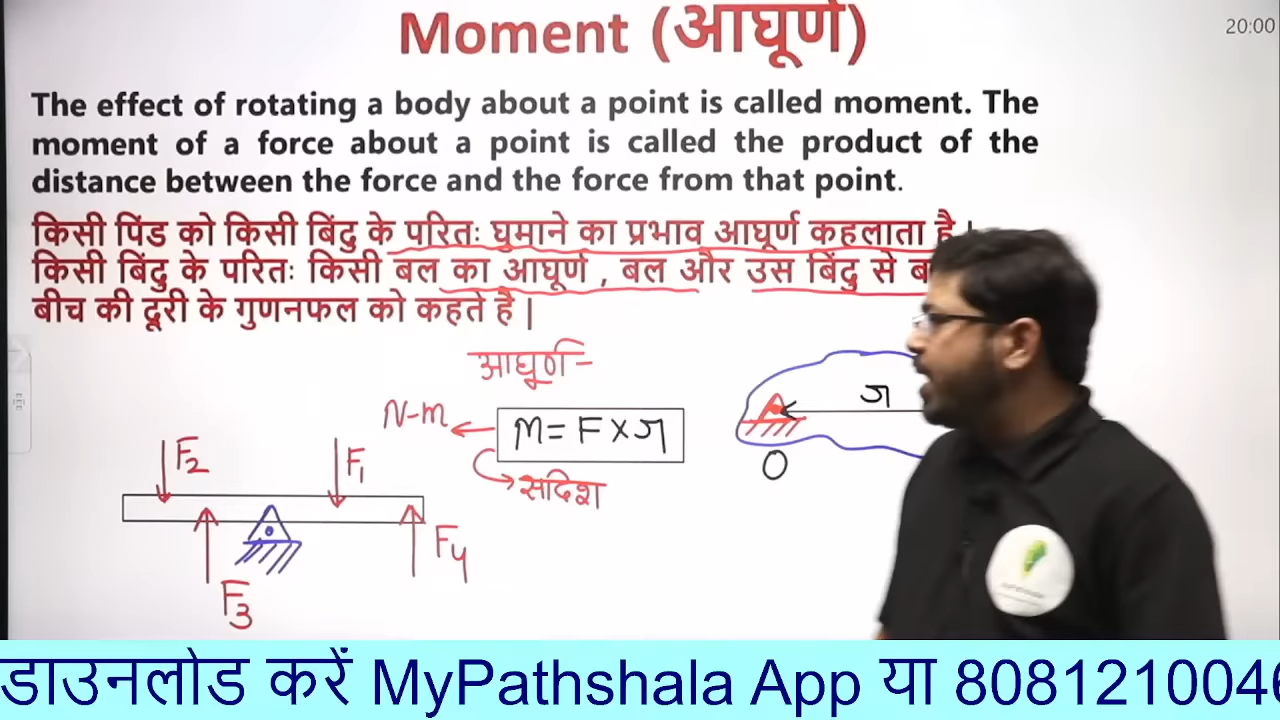 Moment (आघूर्ण)
20:00
The effect of rotating a body about a point is called moment. The
moment of a force about a point is called the product of the
distance between the force and the force from that point.
किसी पिंड को किसी बिंदु के परितः घुमाने का प्रभाव आघूर्ण कहलाता है |
किसी बिंदु के परितः किसी बल का आघूर्ण , बल और उस बिंदु से
बीच की दूरी के गुणनफल को कहते हैं |
आघूर्ण -
N-m
M = F × r
सदिश
r
O
F2
F1
F3
F4
डाउनलोड करें MyPathshala App या 808121004